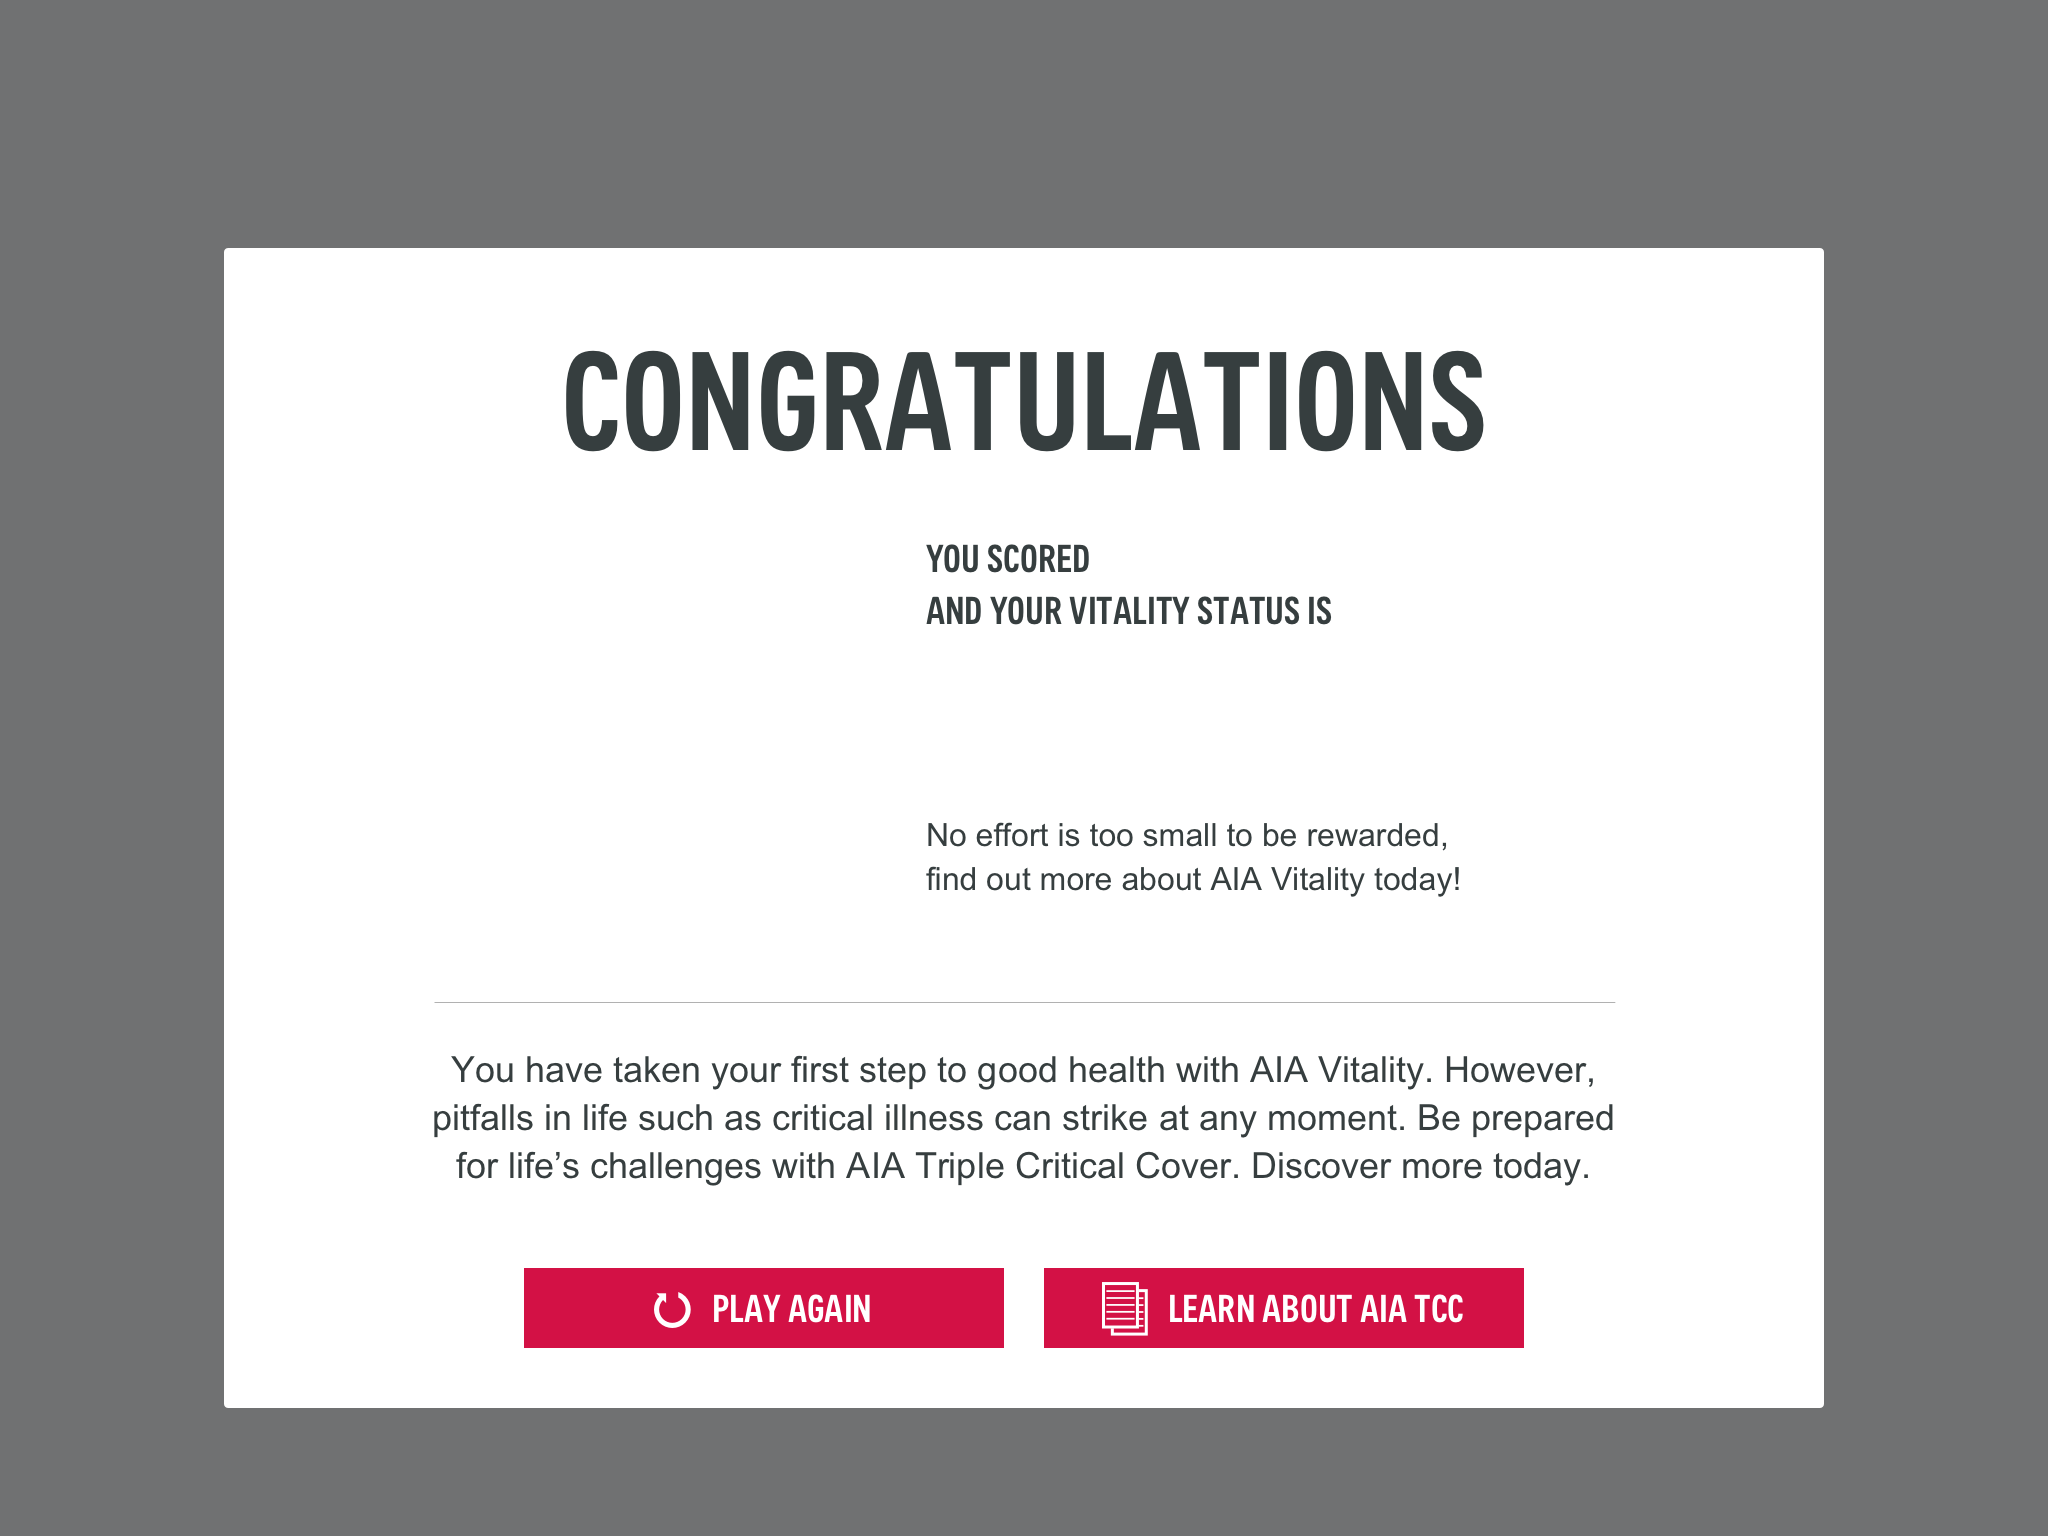 CONGRATULATIONS
YOU SCORED
AND YOUR VITALITY STATUS IS
No effort is too small to be rewarded,
find out more about AIA Vitality today!
You have taken your first step to good health with AIA Vitality. However,
pitfalls in life such as critical illness can strike at any moment. Be prepared
for life’s challenges with AIA Triple Critical Cover. Discover more today.
PLAY AGAIN
LEARN ABOUT AIA TCC